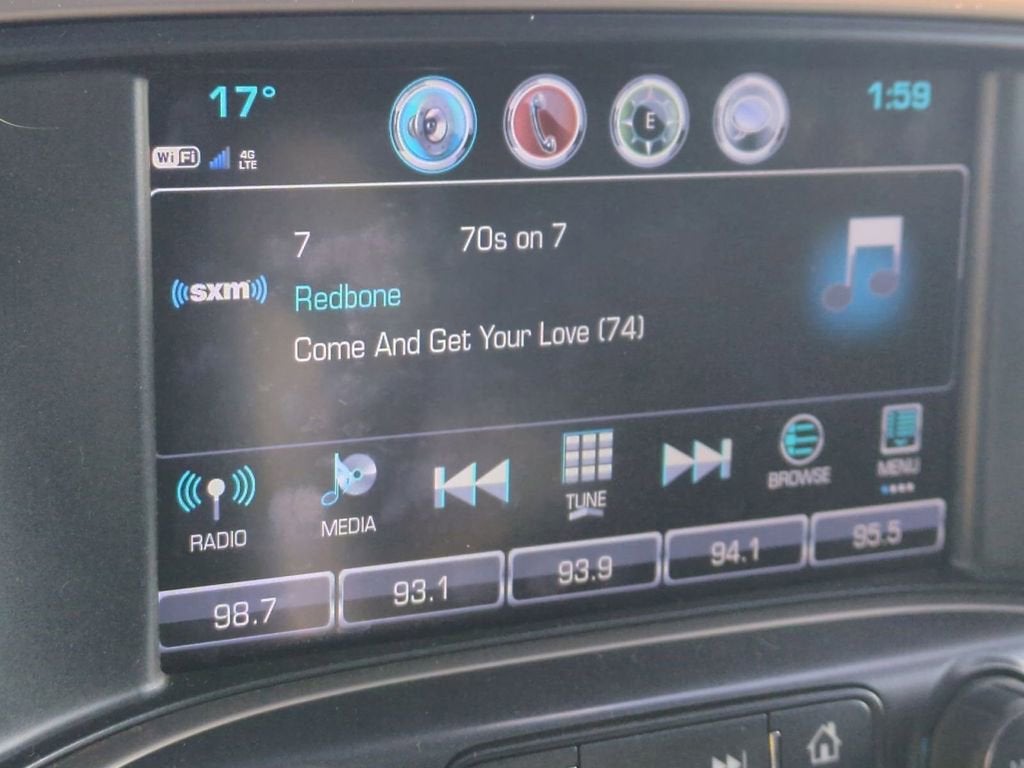 17° 1:59
WiFi 4G
LTE
E
7 70s on 7
sxm
Redbone
Come And Get Your Love (74)
RADIO MEDIA TUNE BROWSE MENU
98.7 93.1 93.9 94.1 95.5